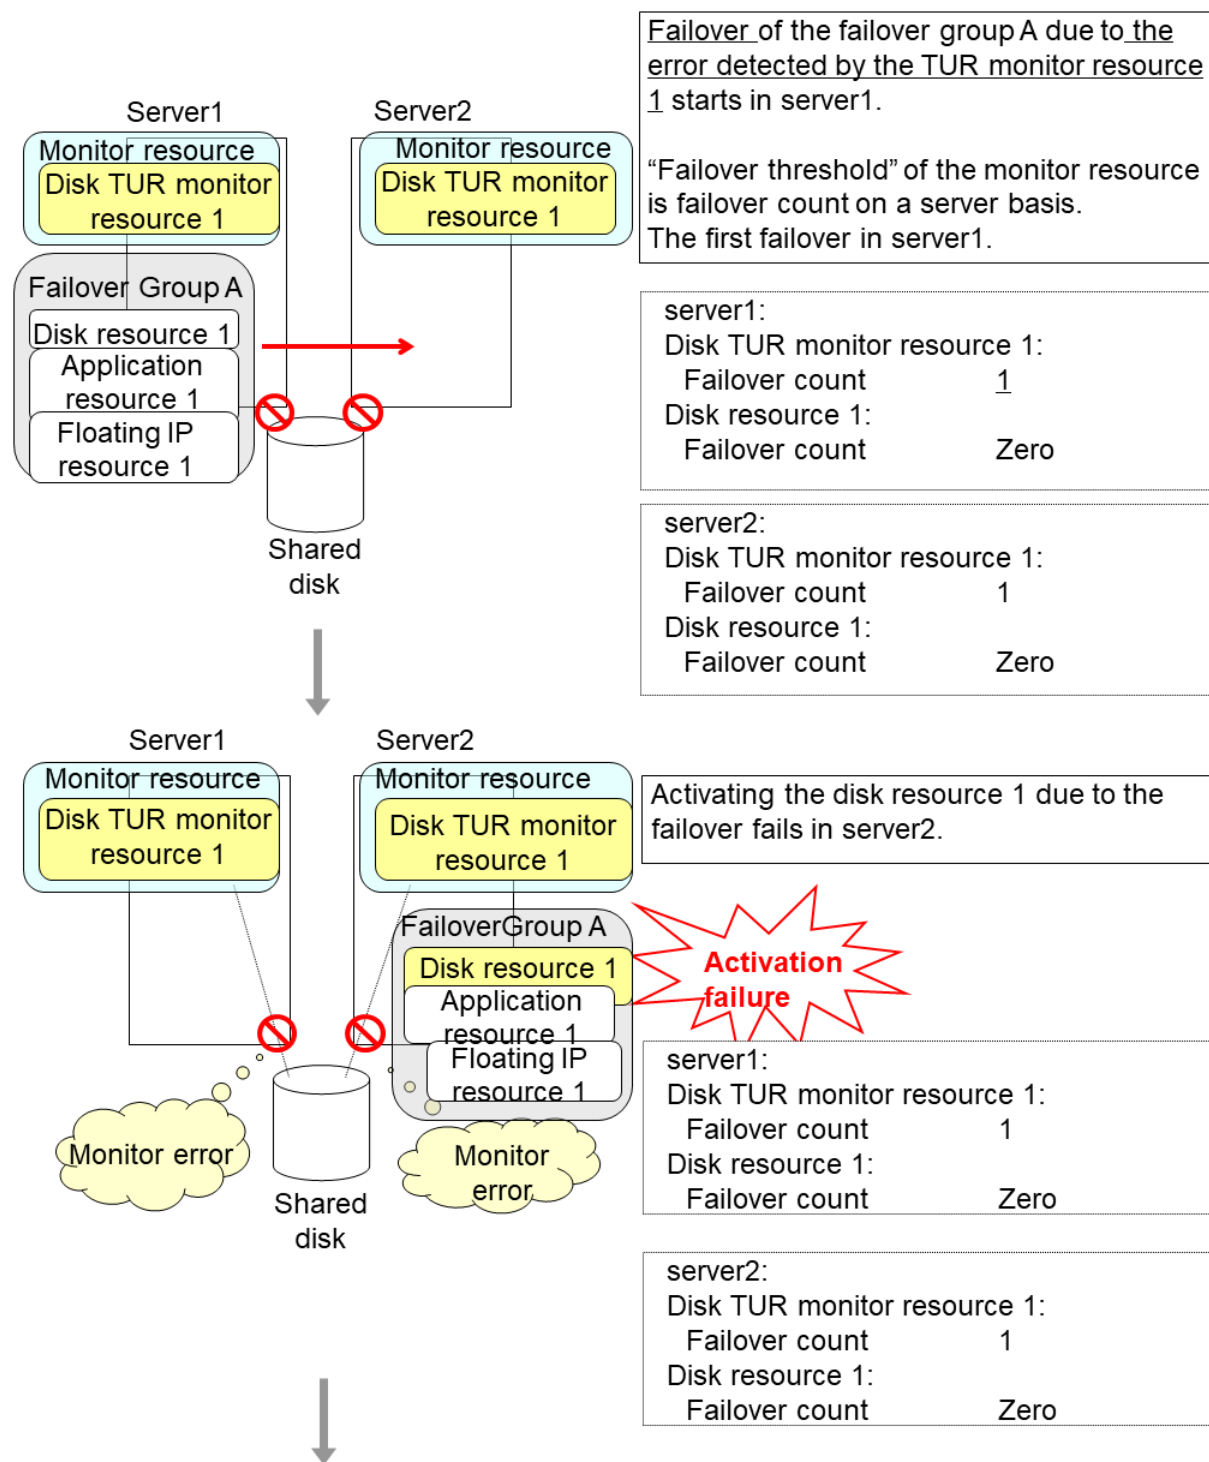 Failover of the failover group A due to the
error detected by the TUR monitor resource
1 starts in server1.
“Failover threshold” of the monitor resource
is failover count on a server basis.
The first failover in server1.
Server1
Server2
Monitor resource
Disk TUR monitor
resource 1
Monitor resource
Disk TUR monitor
resource 1
Failover Group A
Disk resource 1
Application
resource 1
Floating IP
resource 1
Shared
disk
server1:
Disk TUR monitor resource 1:
Failover count 1
Disk resource 1:
Failover count Zero
server2:
Disk TUR monitor resource 1:
Failover count 1
Disk resource 1:
Failover count Zero
Server1
Server2
Monitor resource
Disk TUR monitor
resource 1
Monitor resource
Disk TUR monitor
resource 1
Activating the disk resource 1 due to the
failover fails in server2.
FailoverGroup A
Disk resource 1
Application
resource 1
Floating IP
resource 1
Activation
failure
Monitor error
Monitor
error
Shared
disk
server1:
Disk TUR monitor resource 1:
Failover count 1
Disk resource 1:
Failover count Zero
server2:
Disk TUR monitor resource 1:
Failover count 1
Disk resource 1:
Failover count Zero